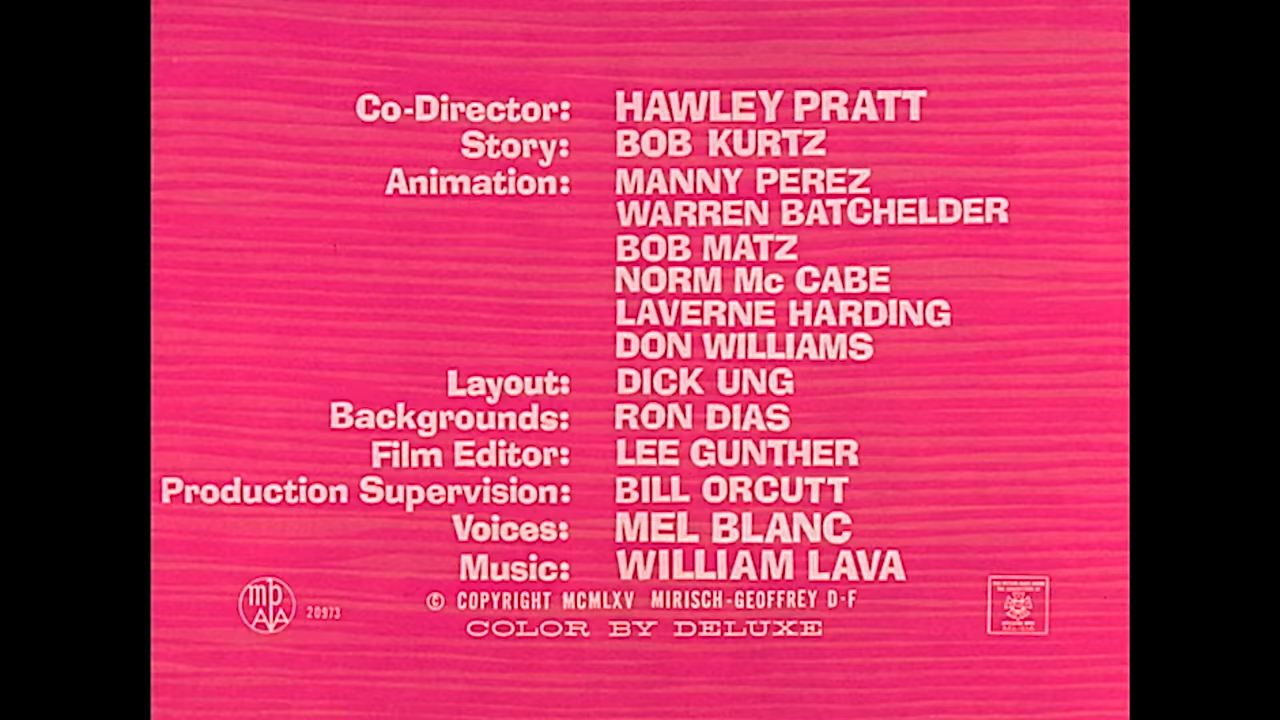 Co-Director: HAWLEY PRATT
Story: BOB KURTZ
Animation: MANNY PEREZ
WARREN BATCHELDER
BOB MATZ
NORM Mc CABE
LAVERNE HARDING
DON WILLIAMS
Layout: DICK UNG
Backgrounds: RON DIAS
Film Editor: LEE GUNTHER
Production Supervision: BILL ORCUTT
Voices: MEL BLANC
Music: WILLIAM LAVA
© COPYRIGHT MCMLXV MIRISCH-GEOFFREY D-F
mp AA 20973
COLOR BY DELUXE